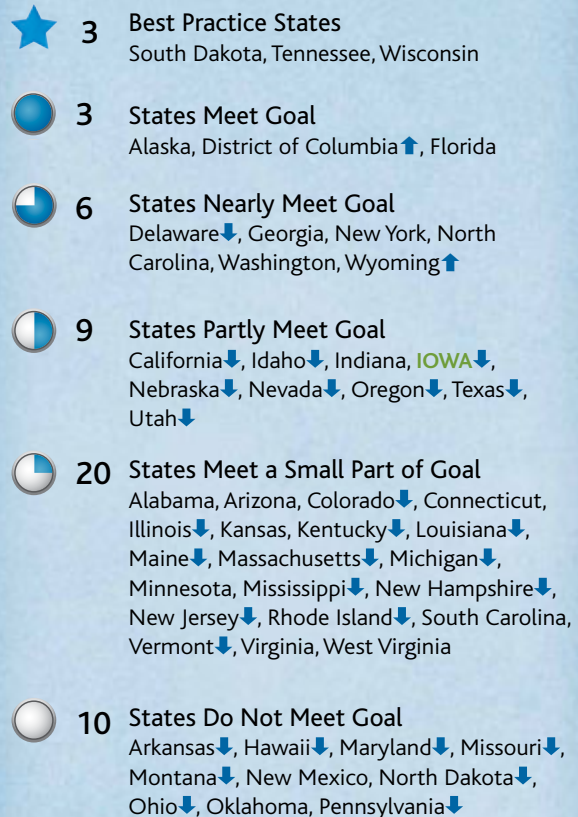 3 Best Practice States
South Dakota, Tennessee, Wisconsin
3 States Meet Goal
Alaska, District of Columbia⬆, Florida
6 States Nearly Meet Goal
Delaware⬇, Georgia, New York, North
Carolina, Washington, Wyoming⬆
9 States Partly Meet Goal
California⬇, Idaho⬇, Indiana, IOWA⬇,
Nebraska⬇, Nevada⬇, Oregon⬇, Texas⬇,
Utah⬇
20 States Meet a Small Part of Goal
Alabama, Arizona, Colorado⬇, Connecticut,
Illinois⬇, Kansas, Kentucky⬇, Louisiana⬇,
Maine⬇, Massachusetts⬇, Michigan⬇,
Minnesota, Mississippi⬇, New Hampshire⬇,
New Jersey⬇, Rhode Island⬇, South Carolina,
Vermont⬇, Virginia, West Virginia
10 States Do Not Meet Goal
Arkansas⬇, Hawaii⬇, Maryland⬇, Missouri⬇,
Montana⬇, New Mexico, North Dakota⬇,
Ohio⬇, Oklahoma, Pennsylvania⬇